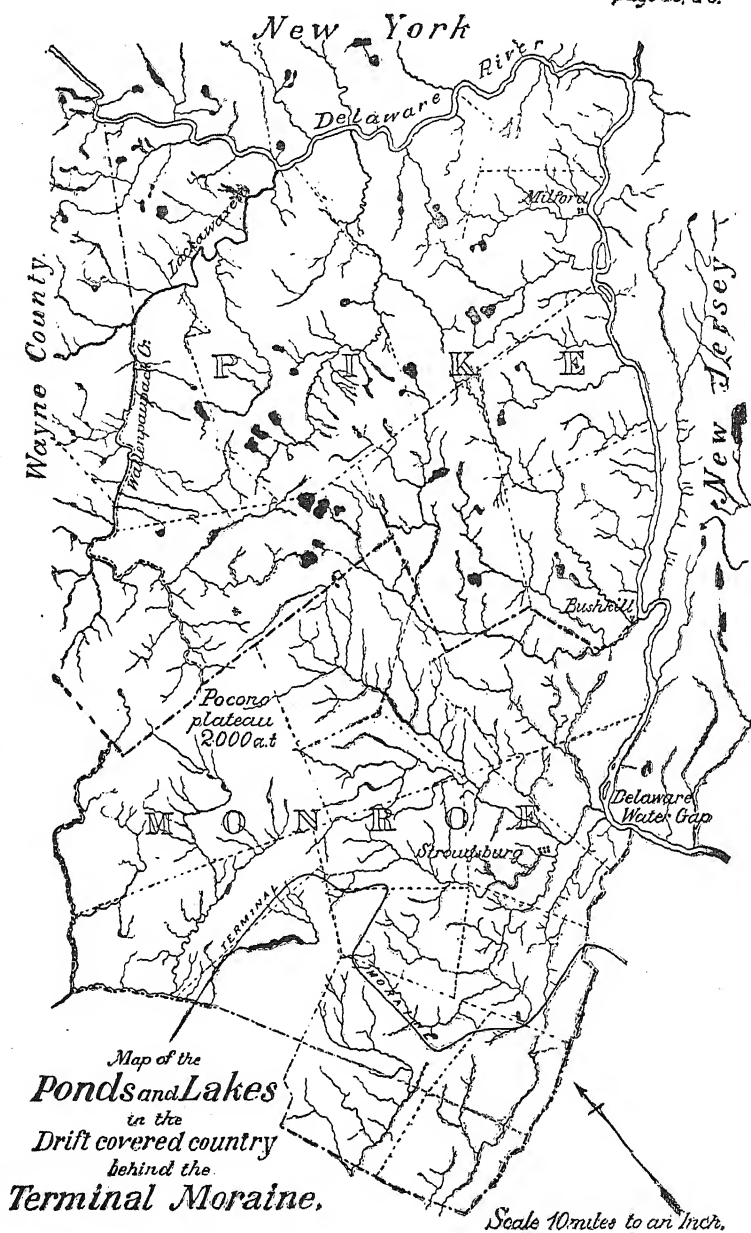 New York
Delaware River
Milford
Lackawaxen
Wayne County
New Jersey
Wallenpaupack Cr.
PIKE
Bushkill
Pocono
plateau
2000 a.t
Delaware
Water Gap
MONROE
Stroudsburg
TERMINAL
MORAINE
Map of the
Ponds and Lakes
in the
Drift covered country
behind the
Terminal Moraine.
Scale 10 miles to an Inch.